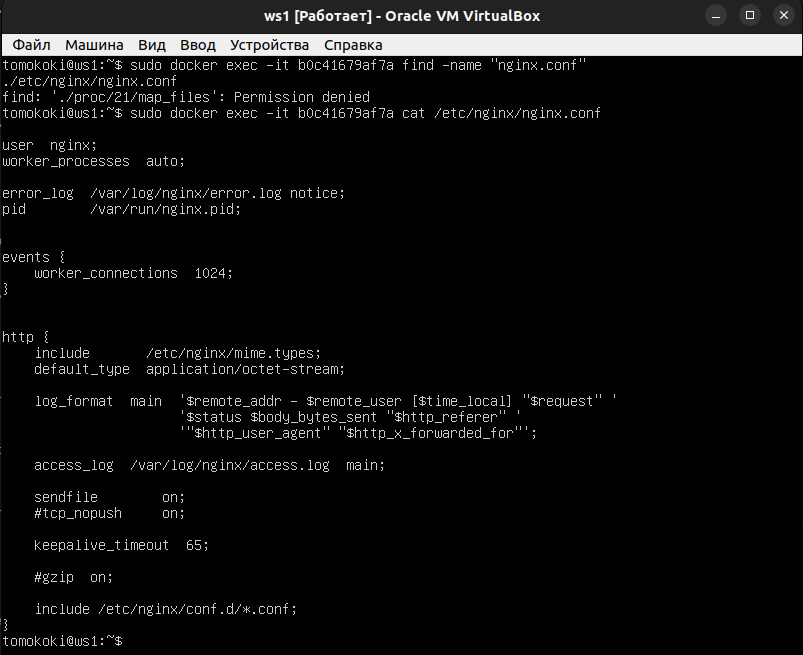 ws1 [Работает] - Oracle VM VirtualBox
Файл Машина Вид Ввод Устройства Справка
tomokoki@ws1:~$ sudo docker exec -it b0c41679af7a find -name "nginx.conf"
./etc/nginx/nginx.conf
find: './proc/21/map_files': Permission denied
tomokoki@ws1:~$ sudo docker exec -it b0c41679af7a cat /etc/nginx/nginx.conf
user  nginx;
worker_processes  auto;
error_log  /var/log/nginx/error.log notice;
pid        /var/run/nginx.pid;
events {
    worker_connections  1024;
}
http {
    include       /etc/nginx/mime.types;
    default_type  application/octet-stream;
    log_format  main  '$remote_addr - $remote_user [$time_local] "$request" '
                      '$status $body_bytes_sent "$http_referer" '
                      '"$http_user_agent" "$http_x_forwarded_for"';
    access_log  /var/log/nginx/access.log  main;
    sendfile        on;
    #tcp_nopush     on;
    keepalive_timeout  65;
    #gzip  on;
    include /etc/nginx/conf.d/*.conf;
}
tomokoki@ws1:~$